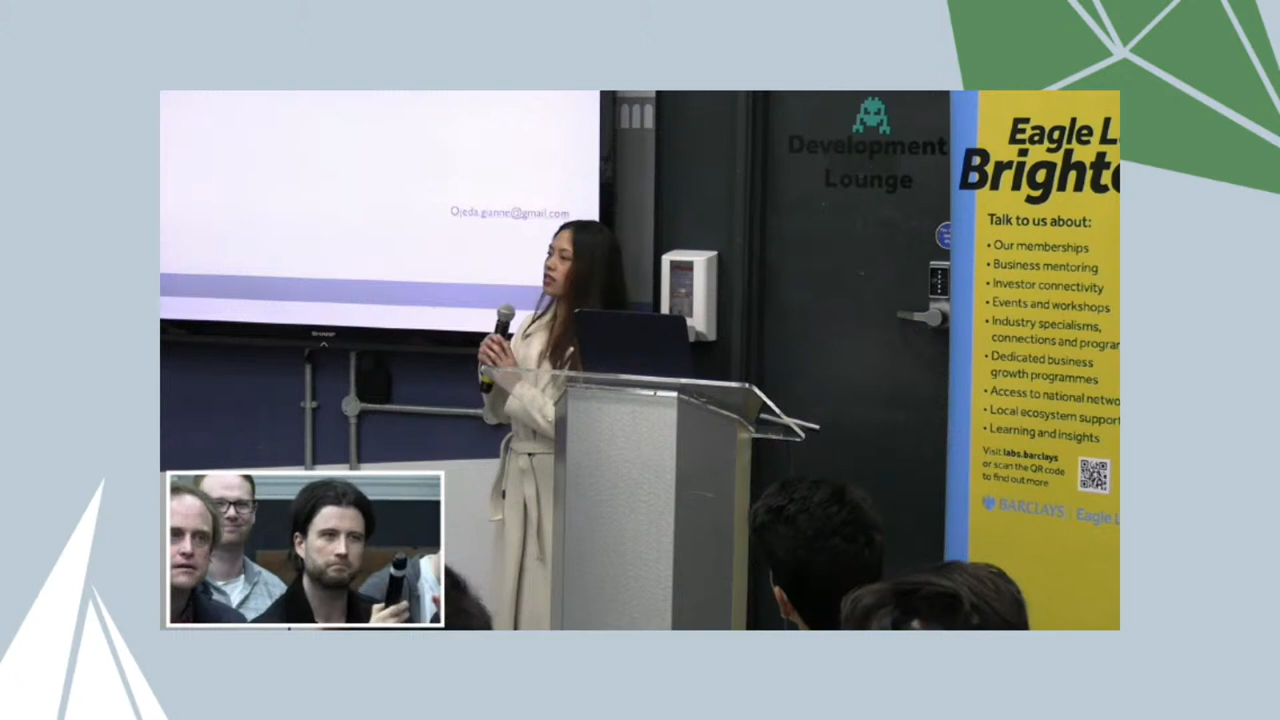 Ojeda.gianne@gmail.com
SHARP
Development
Lounge
Eagle L
Brighte
Talk to us about:
• Our memberships
• Business mentoring
• Investor connectivity
• Events and workshops
• Industry specialisms,
connections and program
• Dedicated business
growth programmes
• Access to national netwo
• Local ecosystem support
• Learning and insights
Visit labs.barclays
or scan the QR code
to find out more
BARCLAYS | Eagle L